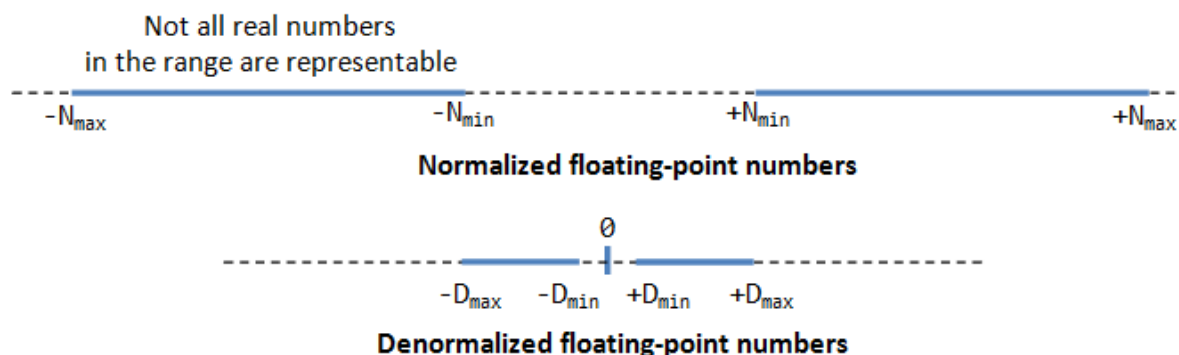 Not all real numbers
in the range are representable
-Nmax -Nmin +Nmin +Nmax
Normalized floating-point numbers
0
-Dmax -Dmin +Dmin +Dmax
Denormalized floating-point numbers